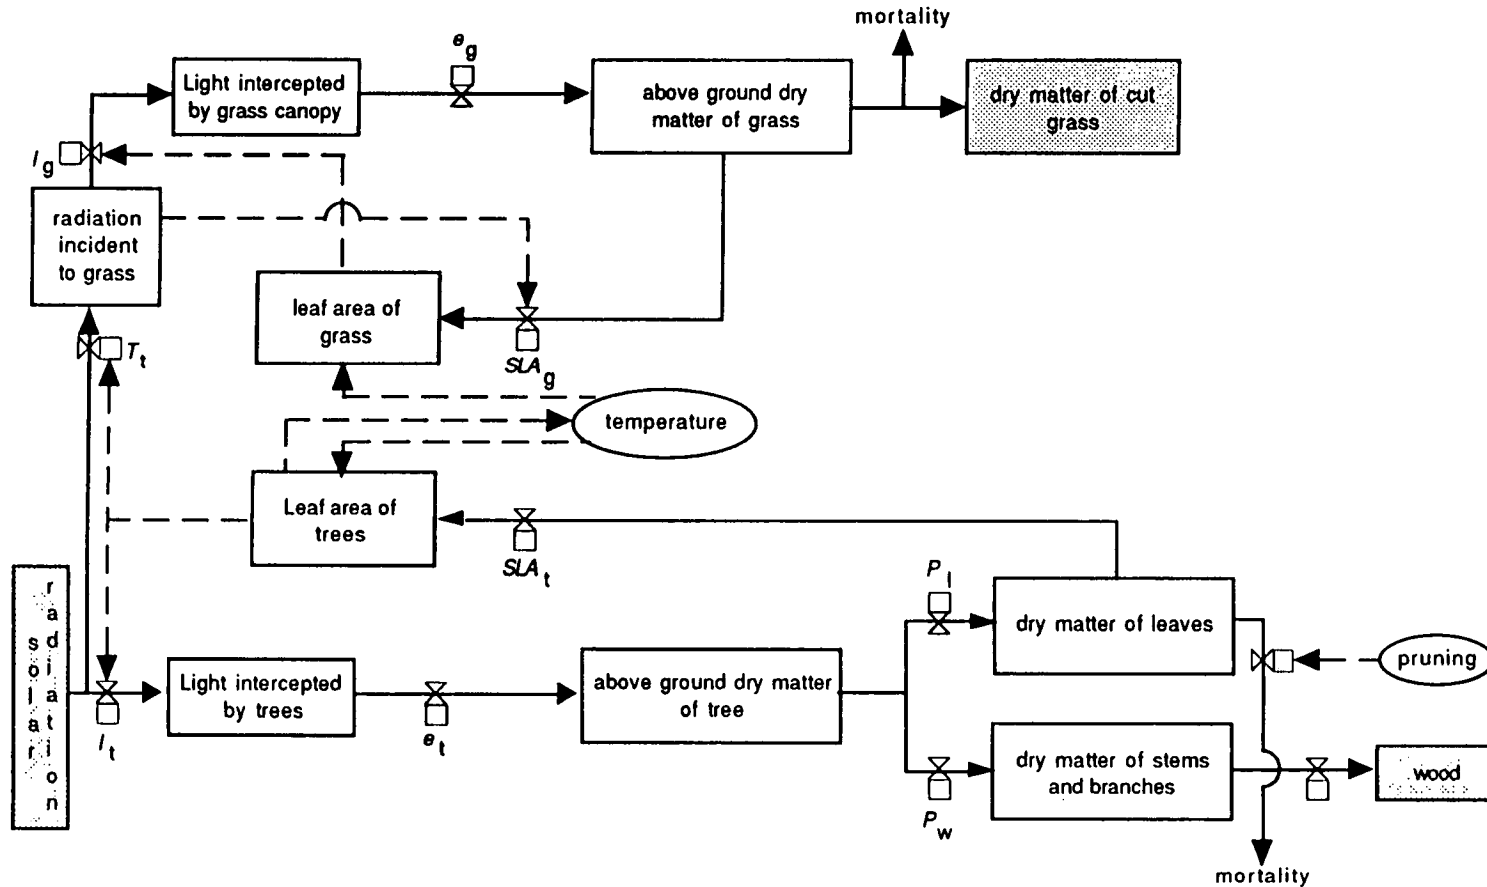 mortality
e g
Light intercepted
by grass canopy
above ground dry
matter of grass
dry matter of cut
grass
I g
radiation
incident
to grass
leaf area of
grass
SLA g
T t
temperature
Leaf area of
trees
SLA t
solar
radiation
P l
dry matter of leaves
pruning
Light intercepted
by trees
above ground dry matter
of tree
I t
e t
dry matter of stems
and branches
wood
P w
mortality